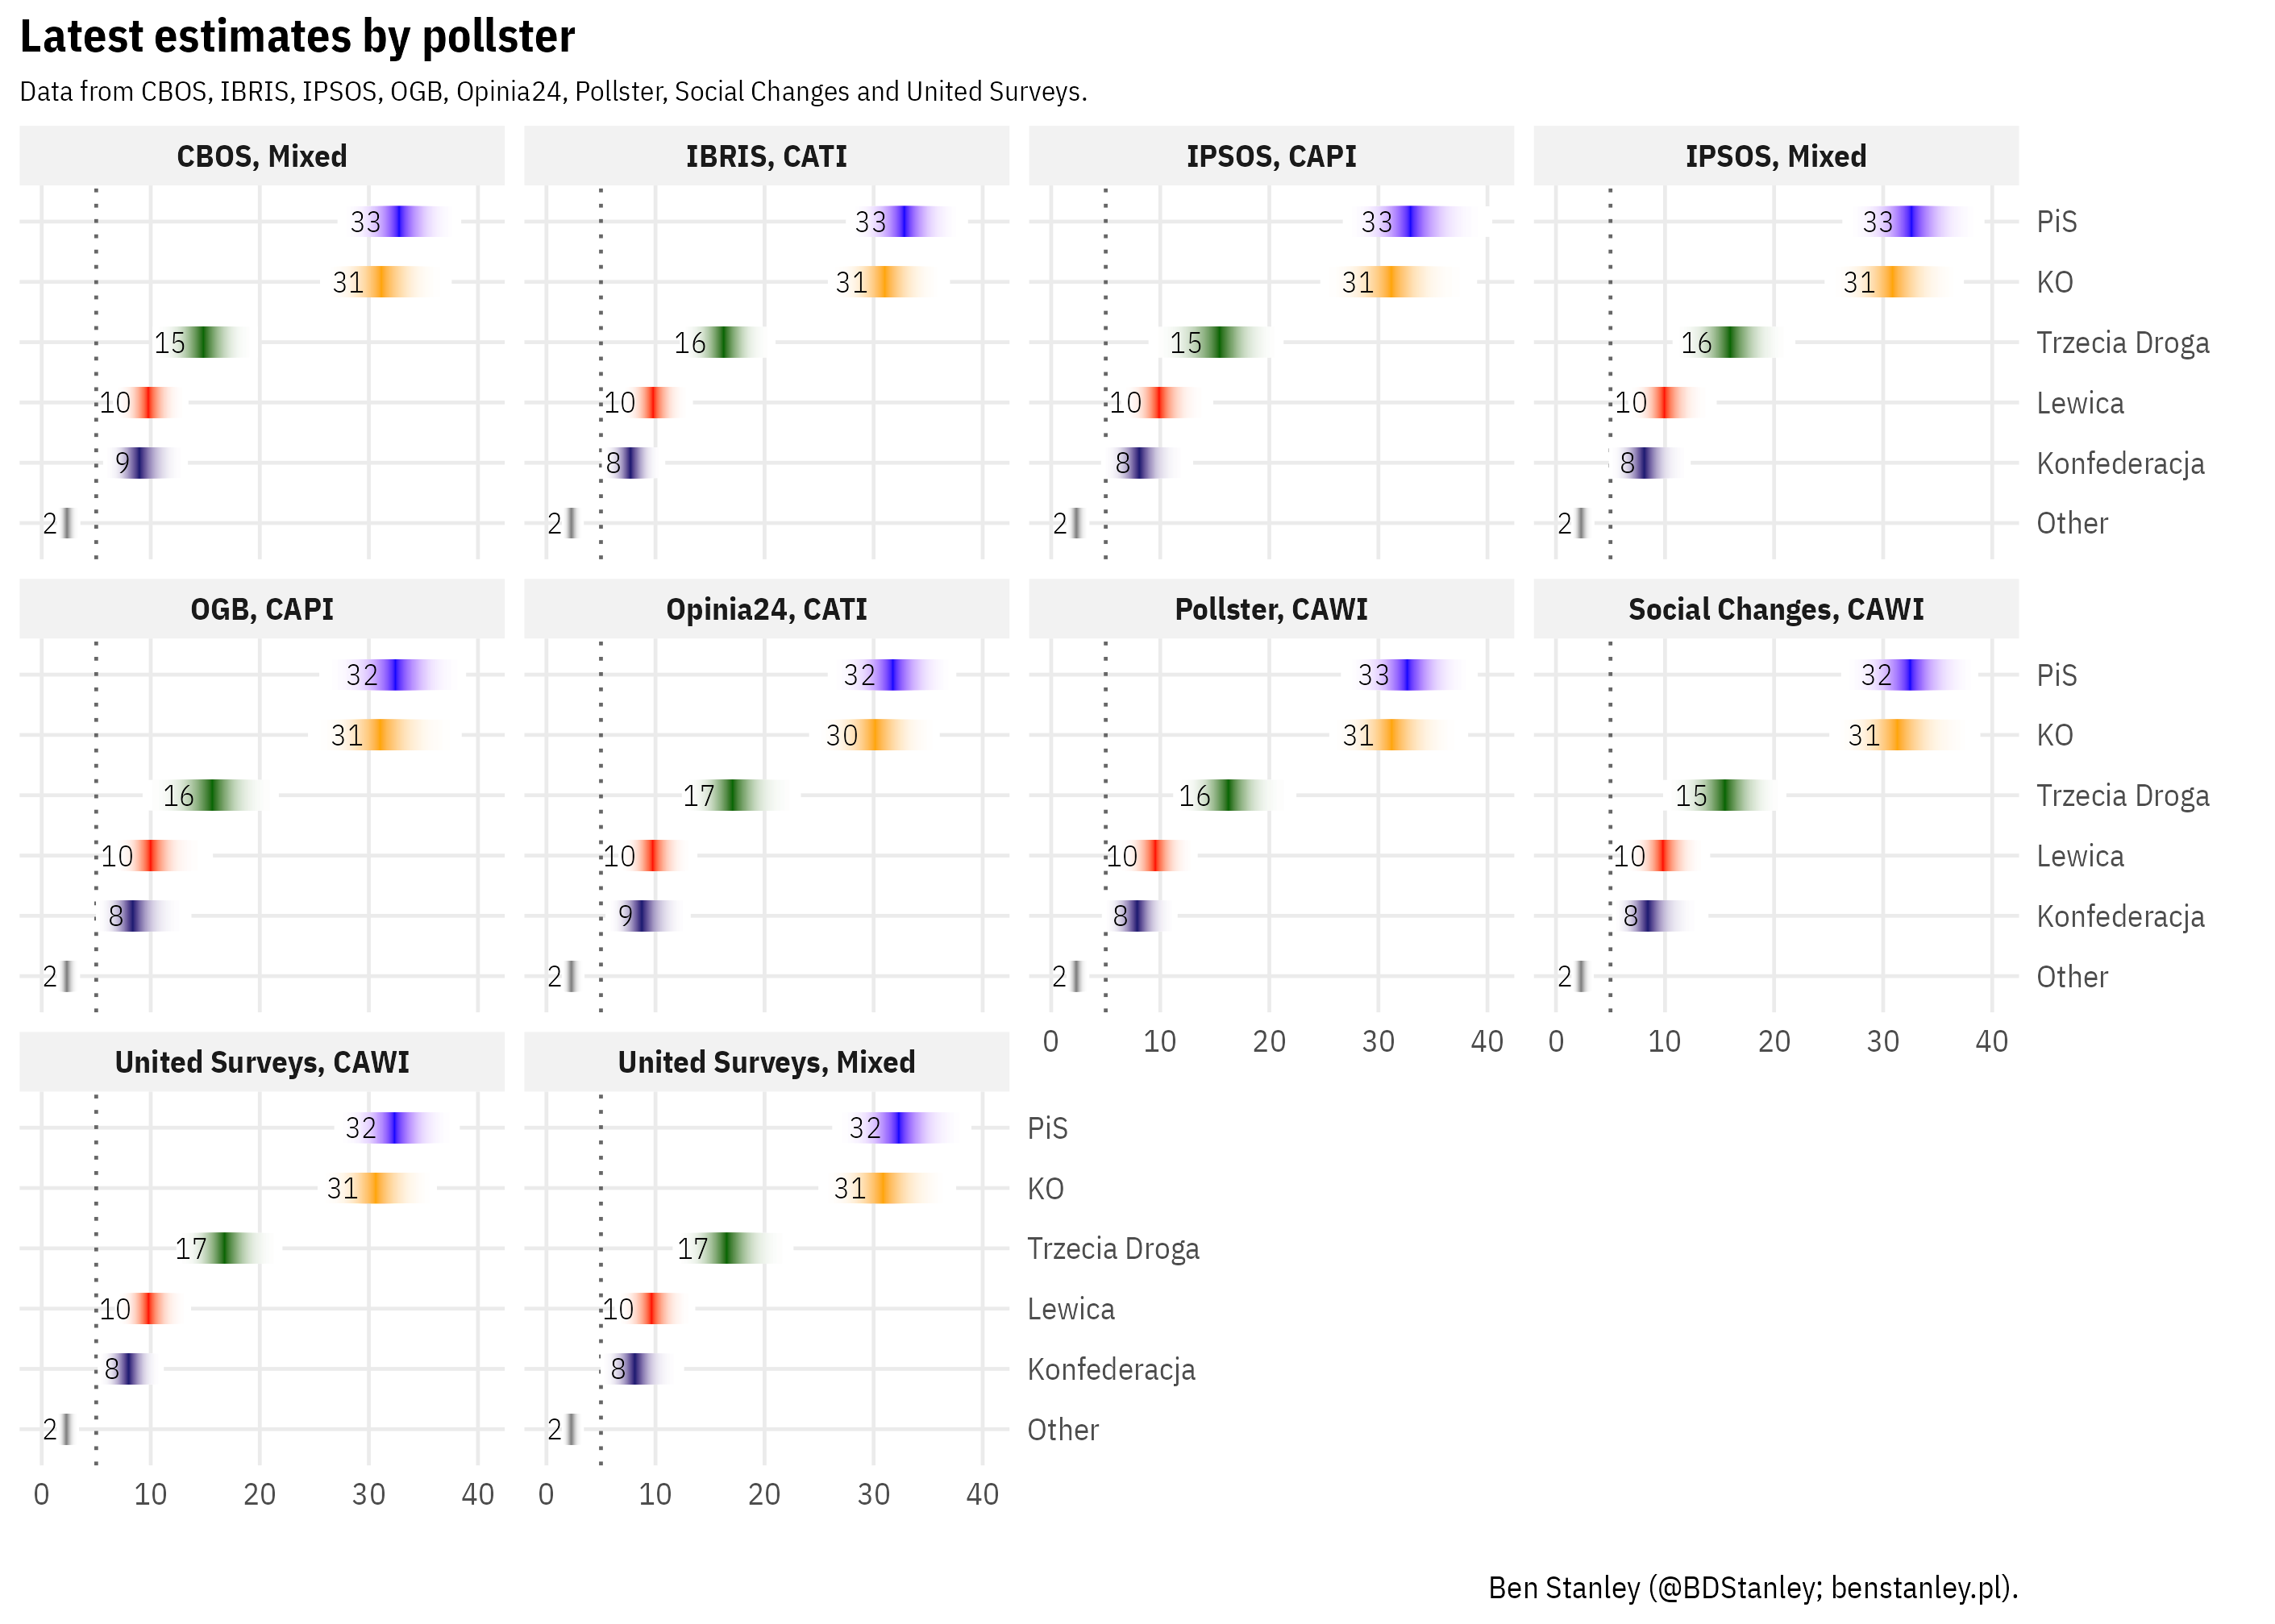 Latest estimates by pollster
Data from CBOS, IBRIS, IPSOS, OGB, Opinia24, Pollster, Social Changes and United Surveys.
CBOS, Mixed
IBRIS, CATI
IPSOS, CAPI
IPSOS, Mixed
33 33 33 33 PiS
31 31 31 31 KO
15 16 15 16 Trzecia Droga
10 10 10 10 Lewica
9 8 8 8 Konfederacja
2 2 2 2 Other
OGB, CAPI
Opinia24, CATI
Pollster, CAWI
Social Changes, CAWI
32 32 33 32 PiS
31 30 31 31 KO
16 17 16 15 Trzecia Droga
10 10 10 10 Lewica
8 9 8 8 Konfederacja
2 2 2 2 Other
0 10 20 30 40 0 10 20 30 40
United Surveys, CAWI
United Surveys, Mixed
32 32 PiS
31 31 KO
17 17 Trzecia Droga
10 10 Lewica
8 8 Konfederacja
2 2 Other
0 10 20 30 40 0 10 20 30 40
Ben Stanley (@BDStanley; benstanley.pl).